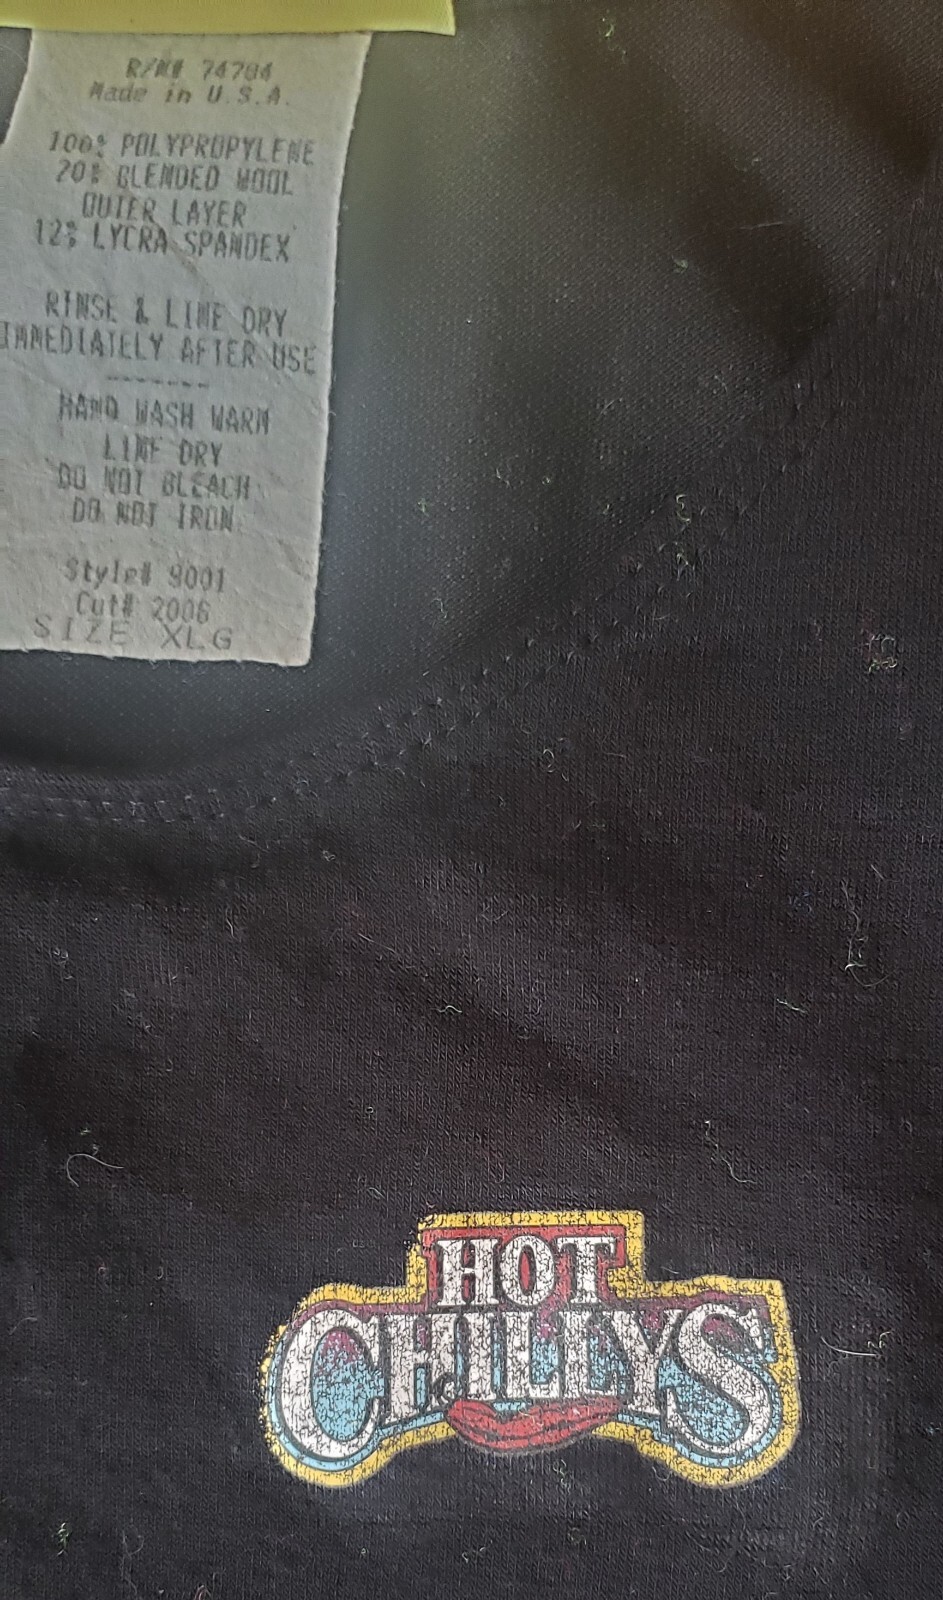 R/N# 74784
Made in U.S.A.
100% POLYPROPYLENE
20% BLENDED WOOL
OUTER LAYER
12% LYCRA SPANDEX
RINSE & LINE DRY
IMMEDIATELY AFTER USE
-------
HAND WASH WARM
LINE DRY
DO NOT BLEACH
DO NOT IRON
Style# 9001
Cut# 2006
SIZE XLG
HOT
CHILLYS